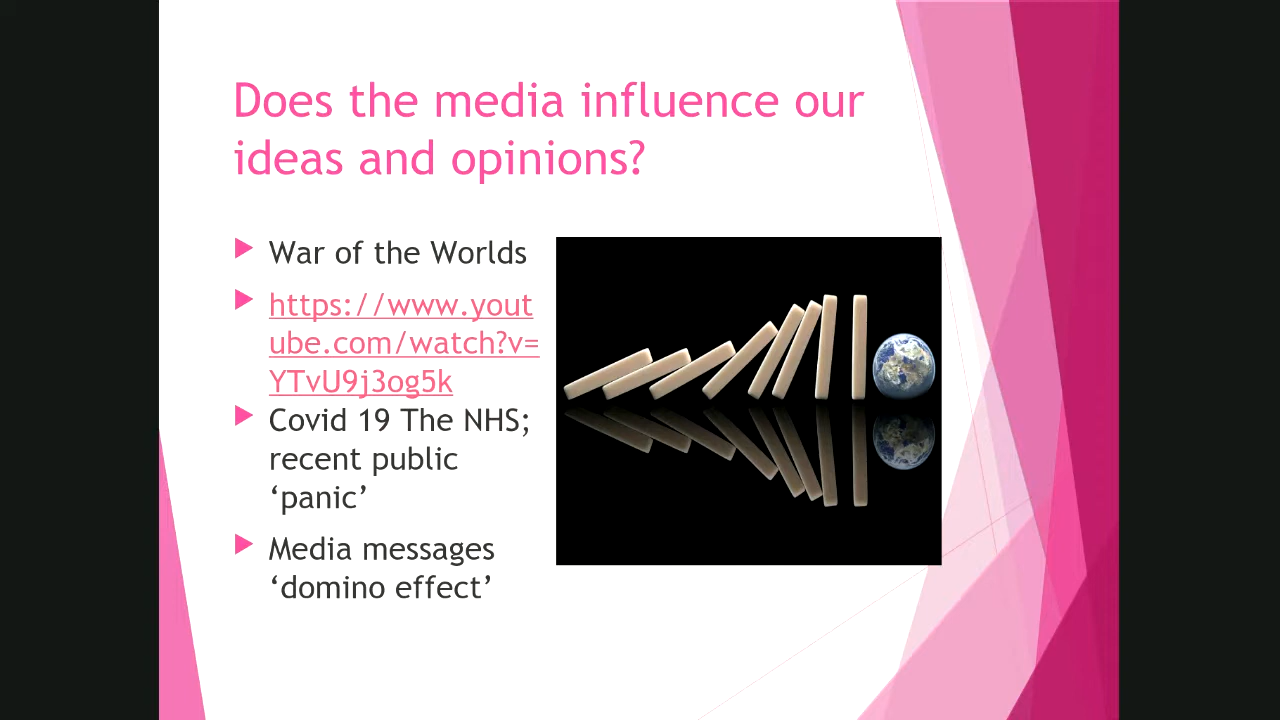 Does the media influence our
ideas and opinions?
War of the Worlds
https://www.yout
ube.com/watch?v=
YTvU9j3og5k
Covid 19 The NHS;
recent public
‘panic’
Media messages
‘domino effect’